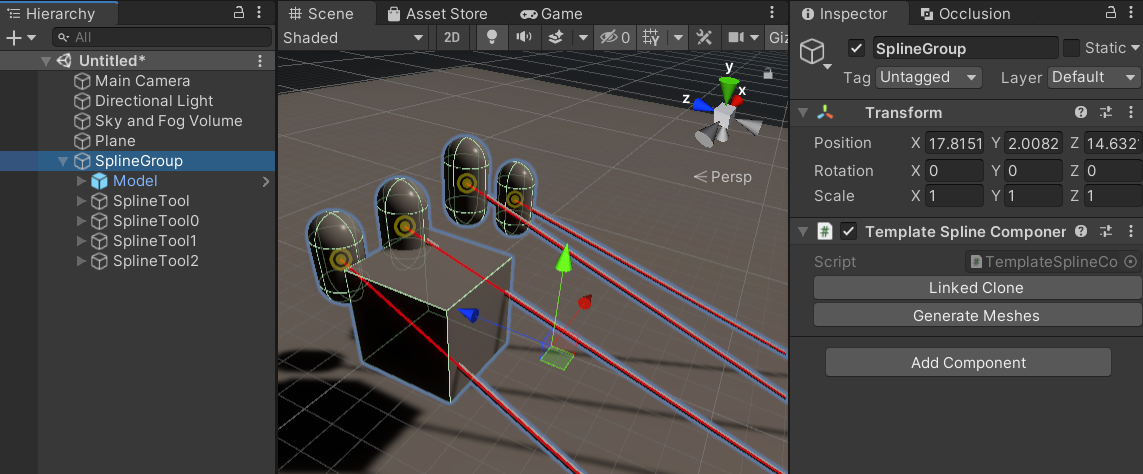 Hierarchy
All
Untitled*
Main Camera
Directional Light
Sky and Fog Volume
Plane
SplineGroup
Model
SplineTool
SplineTool0
SplineTool1
SplineTool2
Scene
Asset Store
Game
Shaded
2D
0
Giz
y
x
z
Persp
Inspector
Occlusion
SplineGroup
Static
Tag Untagged Layer Default
Transform
Position X 17.8151 Y 2.0082 Z 14.632
Rotation X 0 Y 0 Z 0
Scale X 1 Y 1 Z 1
# Template Spline Componer
Script # TemplateSplineCo
Linked Clone
Generate Meshes
Add Component